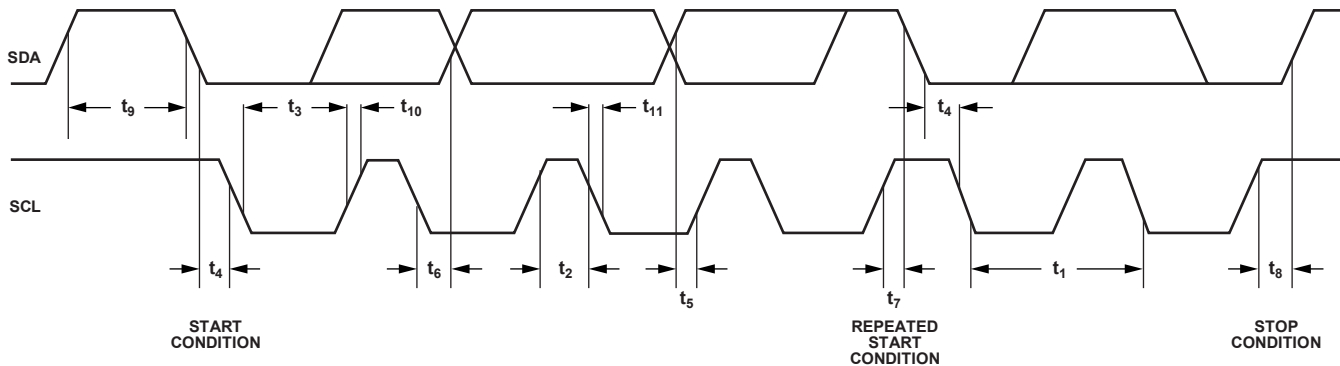 SDA
t9
t3
t10
t11
t4
SCL
t4
t6
t2
t5
t7
t1
t8
START
CONDITION
REPEATED
START
CONDITION
STOP
CONDITION